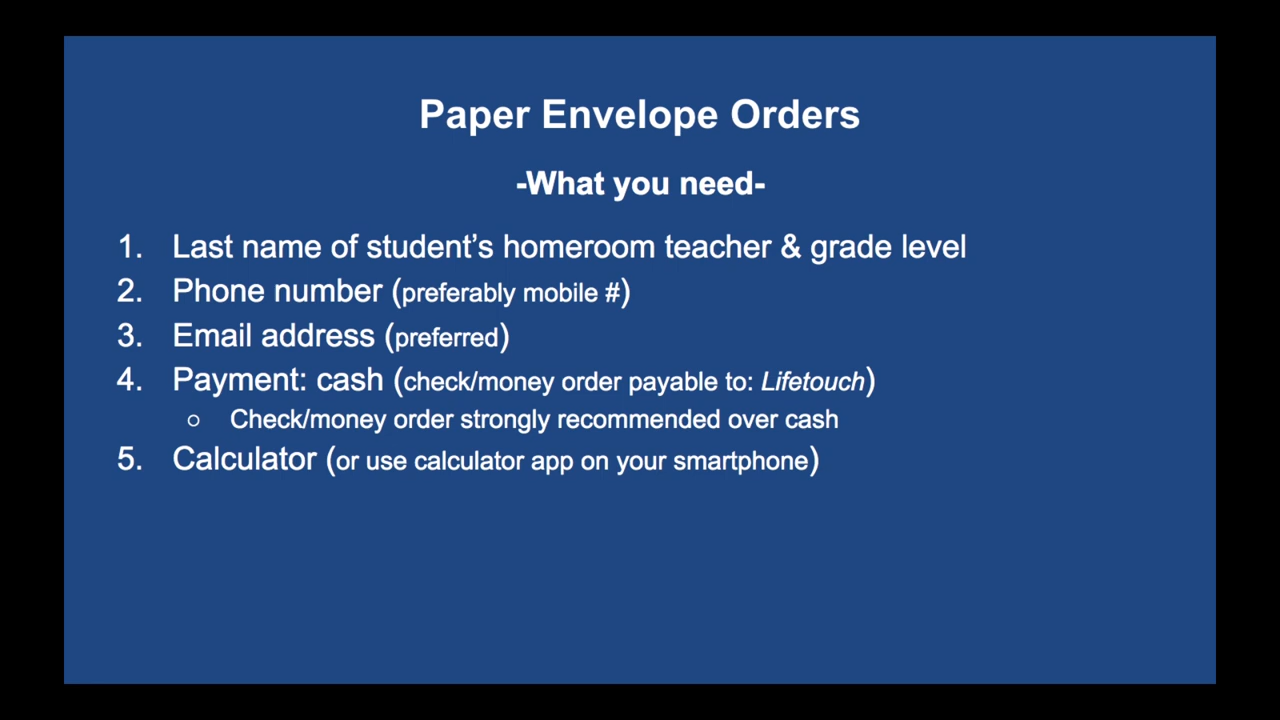 Paper Envelope Orders
-What you need-
1. Last name of student's homeroom teacher & grade level
2. Phone number (preferably mobile #)
3. Email address (preferred)
4. Payment: cash (check/money order payable to: Lifetouch)
○ Check/money order strongly recommended over cash
5. Calculator (or use calculator app on your smartphone)